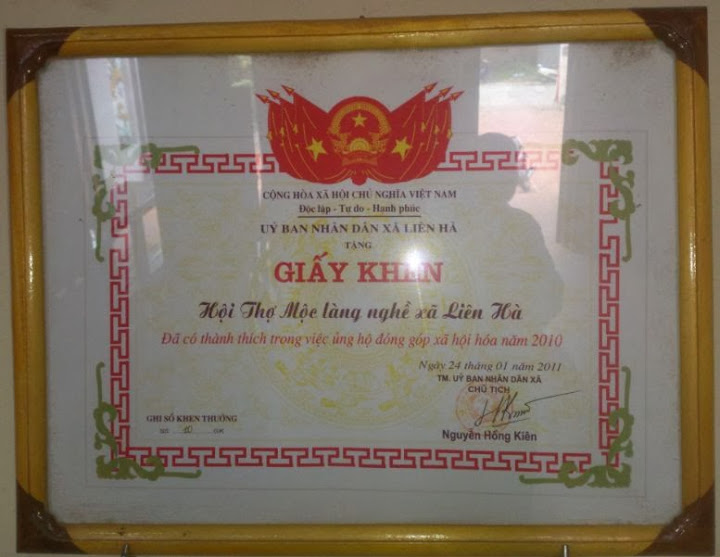 CỘNG HÒA XÃ HỘI CHỦ NGHĨA VIỆT NAM
Độc lập - Tự do - Hạnh phúc
UỶ BAN NHÂN DÂN XÃ LIÊN HÀ
TẶNG
GIẤY KHEN
Hội Thợ Mộc làng nghề xã Liên Hà
Đã có thành thích trong việc ủng hộ đóng góp xã hội hóa năm 2010
Ngày 24 tháng 01 năm 2011
TM. UỶ BAN NHÂN DÂN XÃ
CHỦ TỊCH
GHI SỔ KHEN THƯỞNG
10
Nguyễn Hồng Kiên